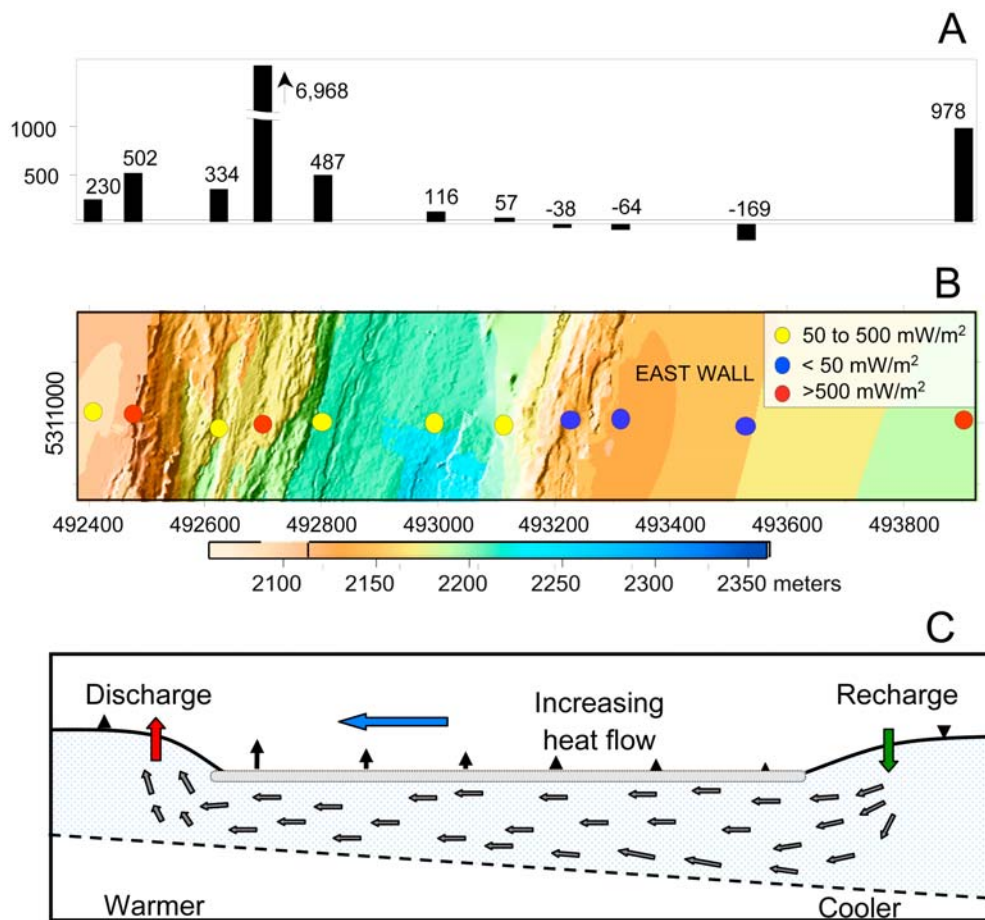 A
6,968
1000
978
502
500
334
487
230
116
57
-38
-64
-169
B
50 to 500 mW/m²
< 50 mW/m²
>500 mW/m²
EAST WALL
531000
492400 492600 492800 493000 493200 493400 493600 493800
2100 2150 2200 2250 2300 2350 meters
C
Discharge
Increasing
heat flow
Recharge
Warmer
Cooler